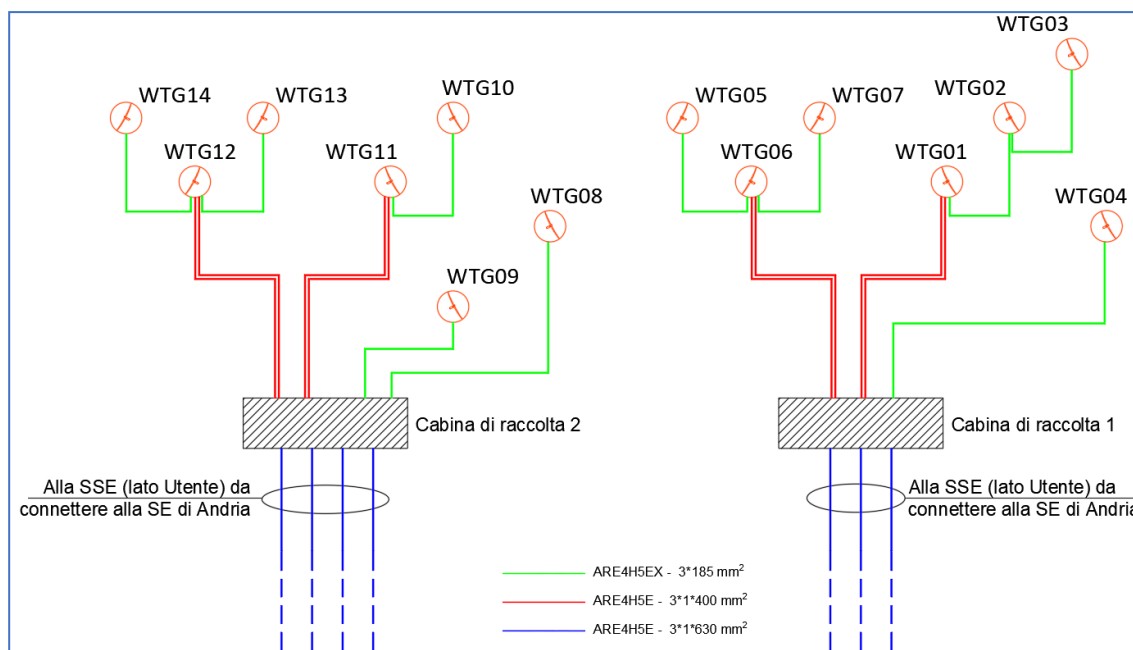 WTG03
WTG14
WTG13
WTG10
WTG05
WTG07
WTG02
WTG12
WTG11
WTG06
WTG01
WTG08
WTG04
WTG09
Cabina di raccolta 2
Cabina di raccolta 1
Alla SSE (lato Utente) da
connettere alla SE di Andria
Alla SSE (lato Utente) da
connettere alla SE di Andria
ARE4H5EX - 3*185 mm²
ARE4H5E - 3*1*400 mm²
ARE4H5E - 3*1*630 mm²